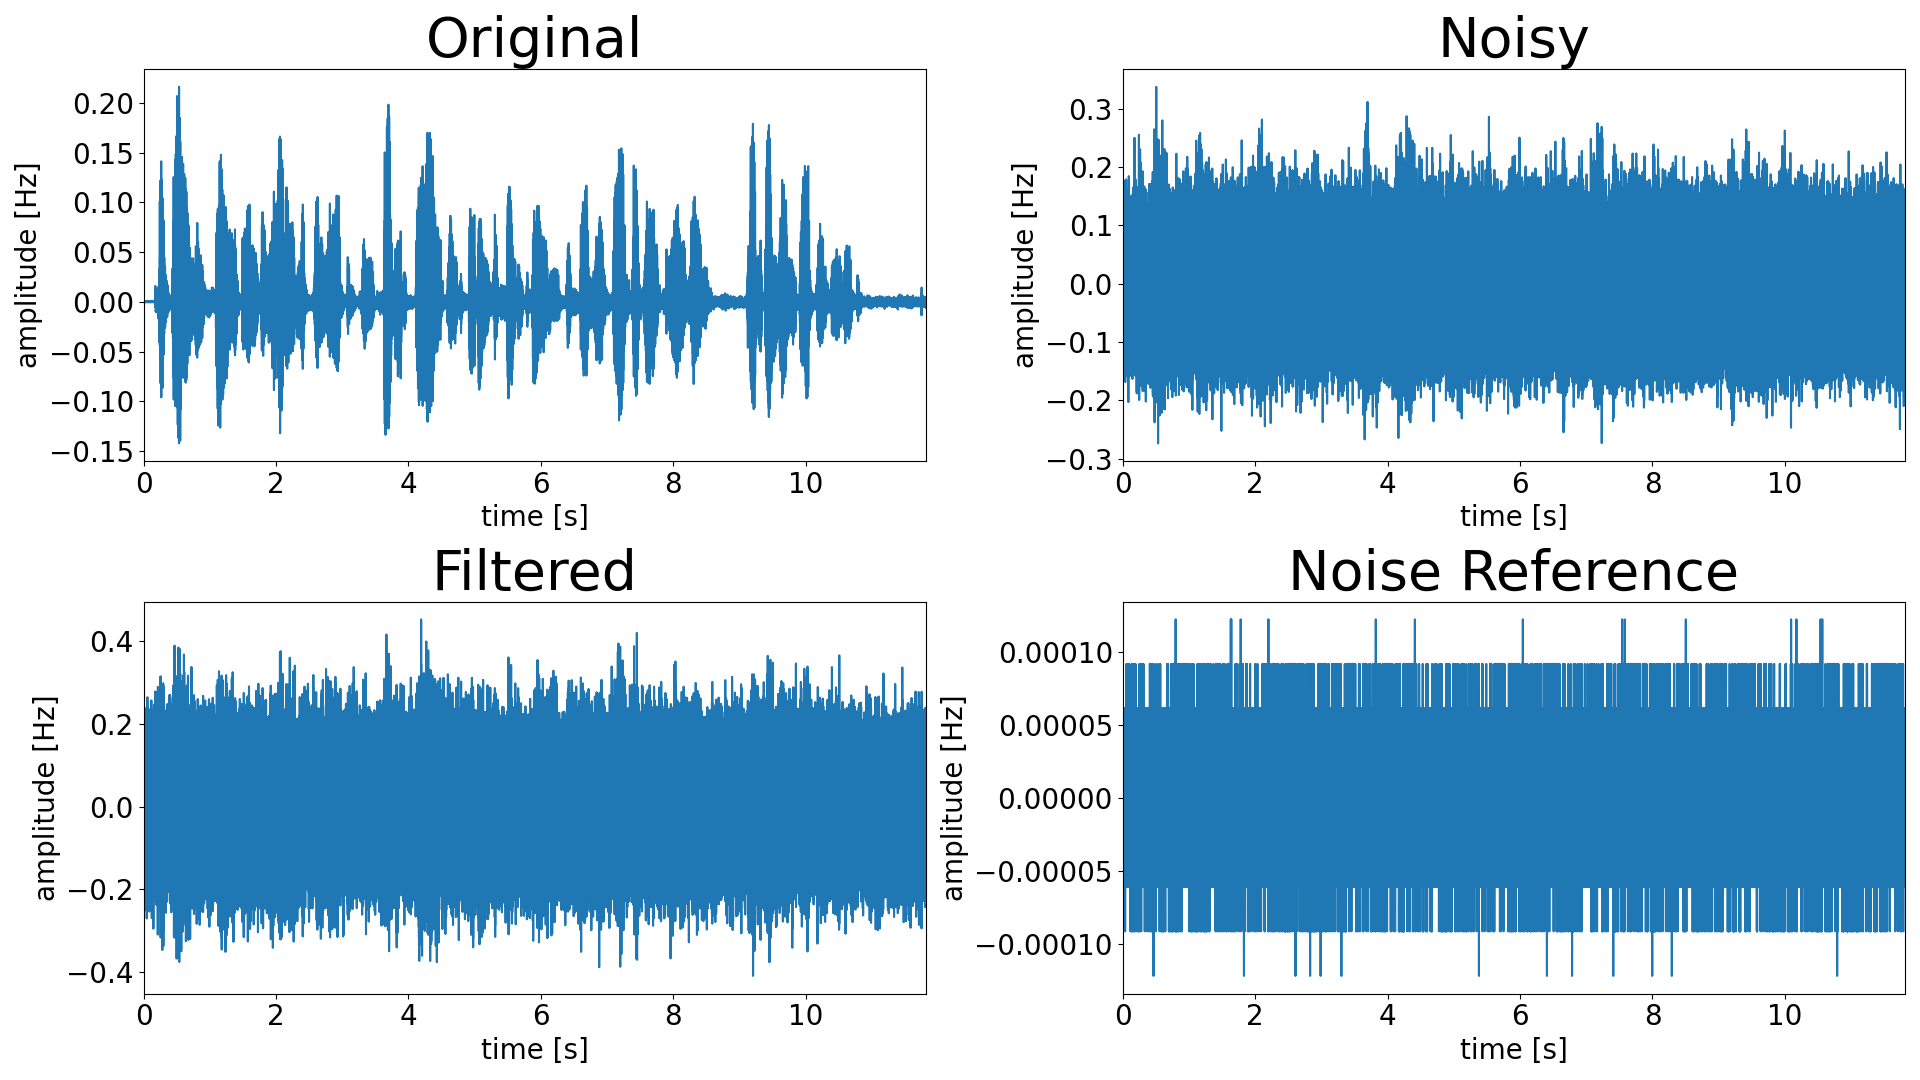 Original
amplitude [Hz]
0.20
0.15
0.10
0.05
0.00
−0.05
−0.10
−0.15
0 2 4 6 8 10
time [s]
Noisy
amplitude [Hz]
0.3
0.2
0.1
0.0
−0.1
−0.2
−0.3
0 2 4 6 8 10
time [s]
Filtered
amplitude [Hz]
0.4
0.2
0.0
−0.2
−0.4
0 2 4 6 8 10
time [s]
Noise Reference
amplitude [Hz]
0.00010
0.00005
0.00000
−0.00005
−0.00010
0 2 4 6 8 10
time [s]